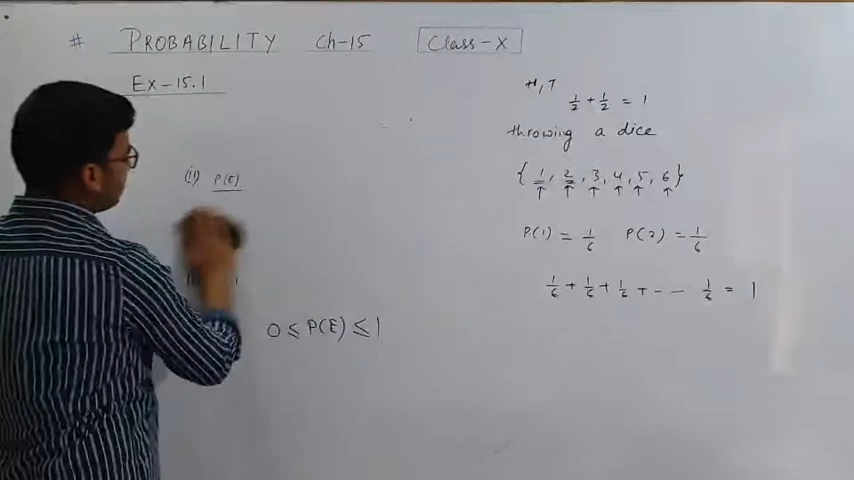 # PROBABILITY Ch-15 Class-X
Ex-15.1
(ii) P(E)
0 ≤ P(E) ≤ 1
H, T
1/2 + 1/2 = 1
throwing a dice
{ 1, 2, 3, 4, 5, 6 }
↑ ↑ ↑ ↑ ↑ ↑
P(1) = 1/6 P(2) = 1/6
1/6 + 1/6 + 1/6 + - - 1/6 = 1